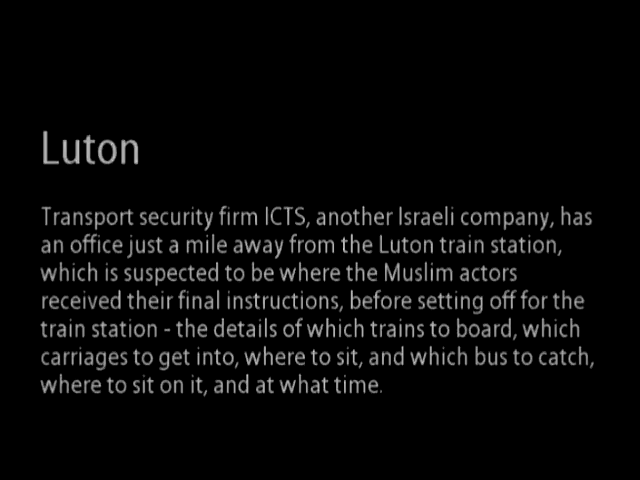 Luton
Transport security firm ICTS, another Israeli company, has
an office just a mile away from the Luton train station,
which is suspected to be where the Muslim actors
received their final instructions, before setting off for the
train station - the details of which trains to board, which
carriages to get into, where to sit, and which bus to catch,
where to sit on it, and at what time.